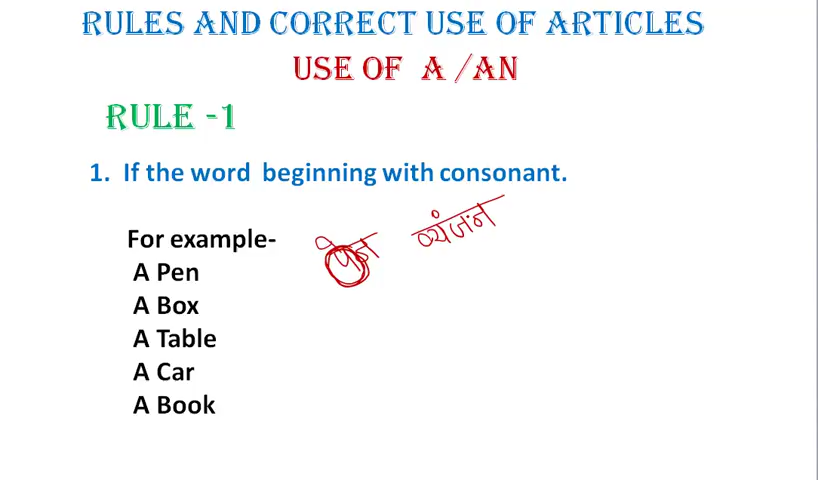 RULES AND CORRECT USE OF ARTICLES
USE OF A /AN
RULE -1
1. If the word beginning with consonant.
व्यंजन
For example-
पेन
A Pen
A Box
A Table
A Car
A Book